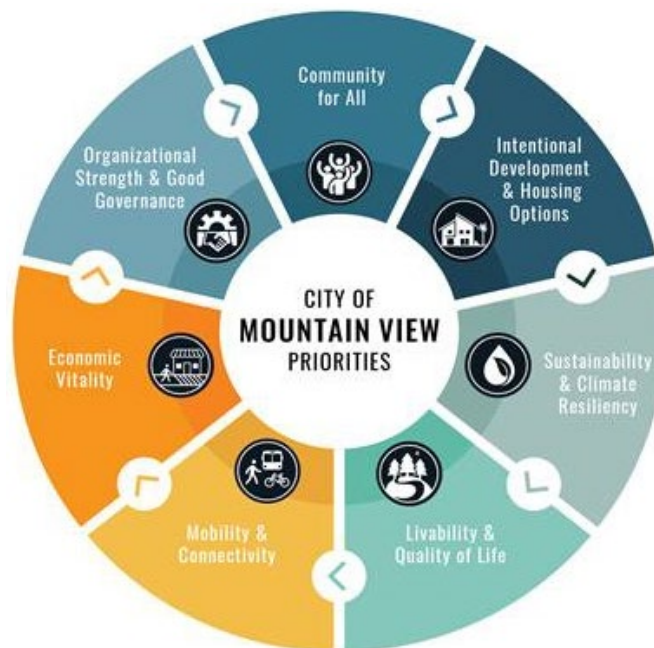 Community
for All
Intentional
Development
& Housing
Options
Sustainability
& Climate
Resiliency
Livability &
Quality of Life
Mobility &
Connectivity
Economic
Vitality
Organizational
Strength & Good
Governance
CITY OF
MOUNTAIN VIEW
PRIORITIES